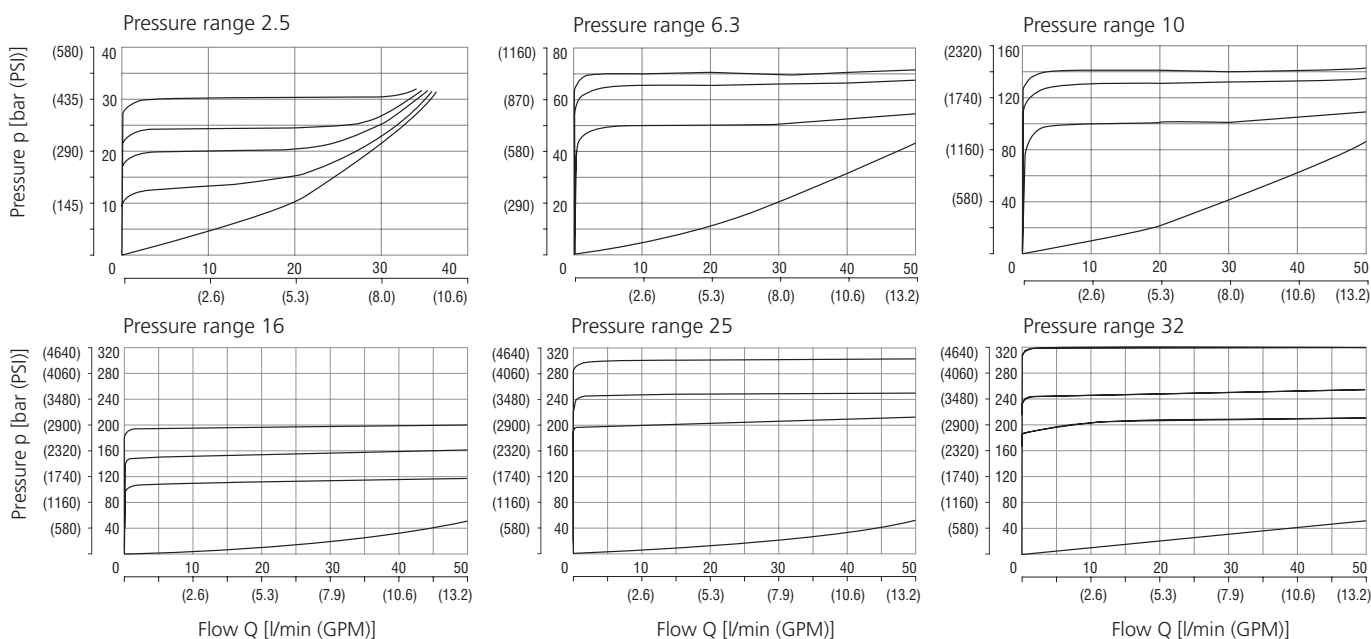 Pressure range 2.5
Pressure p [bar (PSI)]
(580) 40
(435) 30
(290) 20
(145) 10
0 10 20 30 40
(2.6) (5.3) (8.0) (10.6)
Pressure range 6.3
(1160) 80
(870) 60
(580) 40
(290) 20
0 10 20 30 40 50
(2.6) (5.3) (8.0) (10.6) (13.2)
Pressure range 10
(2320) 160
(1740) 120
(1160) 80
(580) 40
0 10 20 30 40 50
(2.6) (5.3) (8.0) (10.6) (13.2)
Pressure range 16
Pressure p [bar (PSI)]
(4640) 320
(4060) 280
(3480) 240
(2900) 200
(2320) 160
(1740) 120
(1160) 80
(580) 40
0 10 20 30 40 50
(2.6) (5.3) (7.9) (10.6) (13.2)
Flow Q [l/min (GPM)]
Pressure range 25
(4640) 320
(4060) 280
(3480) 240
(2900) 200
(2320) 160
(1740) 120
(1160) 80
(580) 40
0 10 20 30 40 50
(2.6) (5.3) (7.9) (10.6) (13.2)
Flow Q [l/min (GPM)]
Pressure range 32
(4640) 320
(4060) 280
(3480) 240
(2900) 200
(2320) 160
(1740) 120
(1160) 80
(580) 40
0 10 20 30 40 50
(2.6) (5.3) (7.9) (10.6) (13.2)
Flow Q [l/min (GPM)]